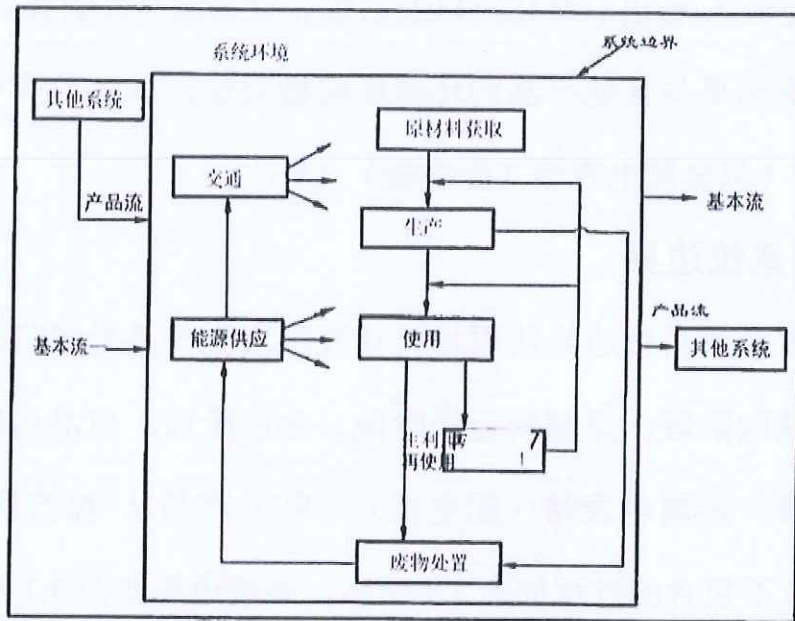 系统环境
系统边界
其他系统
原材料获取
交通
产品流
基本流
生产
产品流
基本流
能源供应
使用
其他系统
再使用
废物处置